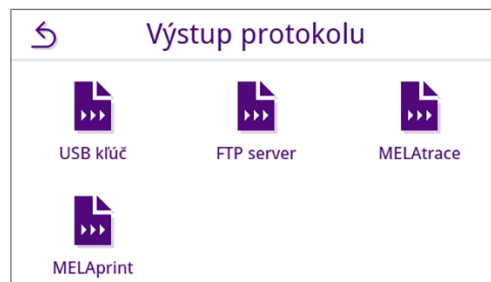 Výstup protokolu
USB kľúč
FTP server
MELAtrace
MELAprint